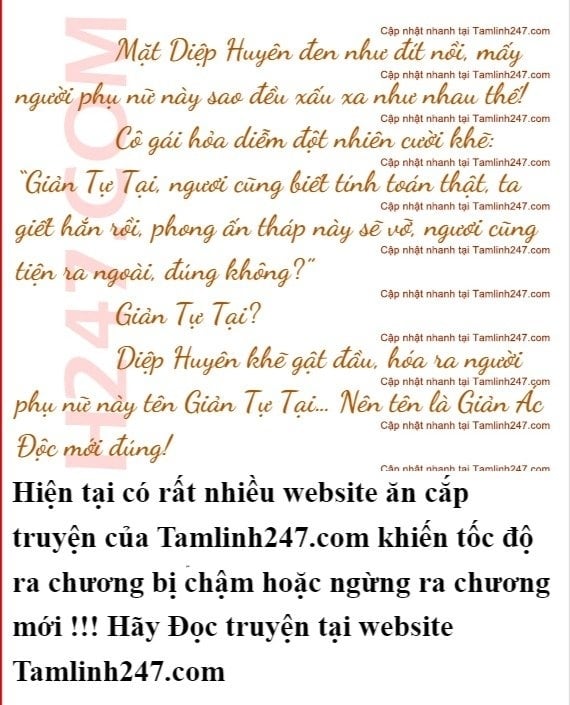 Cập nhật nhanh tại Tamlinh247.com
Mặt Diệp Huyên đen như đít nồi, mấy
Cập nhật nhanh tại Tamlinh247.com
người phụ nữ này sao đều xấu xa như nhau thế!
Cập nhật nhanh tại Tamlinh247.com
Cô gái hỏa diễm đột nhiên cười khẽ:
Cập nhật nhanh tại Tamlinh247.com
"Giản Tự Tại, ngươi cũng biết tính toán thật, ta
Cập nhật nhanh tại Tamlinh247.com
giết hắn rồi, phong ấn tháp này sẽ vỡ, ngươi cũng
Cập nhật nhanh tại Tamlinh247.com
tiện ra ngoài, đúng không?"
Cập nhật nhanh tại Tamlinh247.com
Giản Tự Tại?
Cập nhật nhanh tại Tamlinh247.com
Diệp Huyên khẽ gật đầu, hóa ra người
Cập nhật nhanh tại Tamlinh247.com
phụ nữ này tên Giản Tự Tại... Nên tên là Giản Ác
Cập nhật nhanh tại Tamlinh247.com
Độc mới đúng!
Cập nhật nhanh tại Tamlinh247.com
H247.COM
Hiện tại có rất nhiều website ăn cắp
truyện của Tamlinh247.com khiến tốc độ
ra chương bị chậm hoặc ngừng ra chương
mới !!! Hãy Đọc truyện tại website
Tamlinh247.com